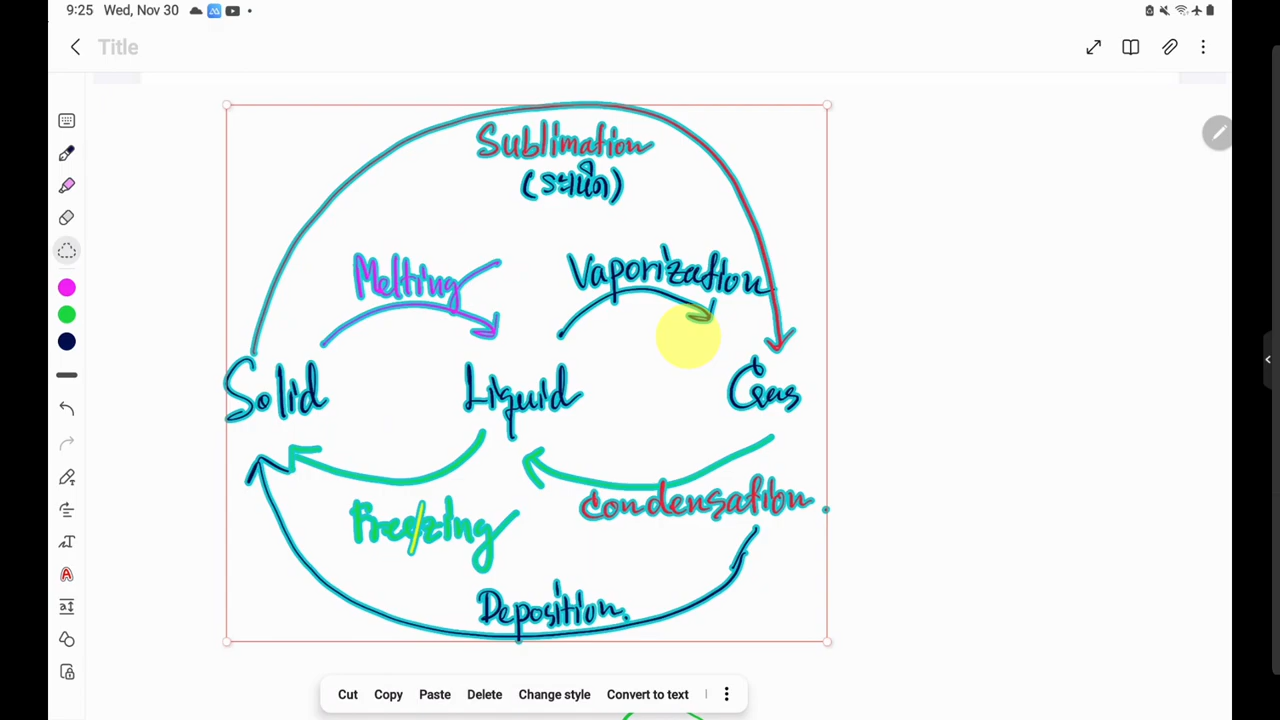 9:25 Wed, Nov 30
Title
Sublimation
(ระเหิด)
Melting
Vaporization
Solid
Liquid
Gas
Freezing
Condensation.
Deposition.
Cut Copy Paste Delete Change style Convert to text